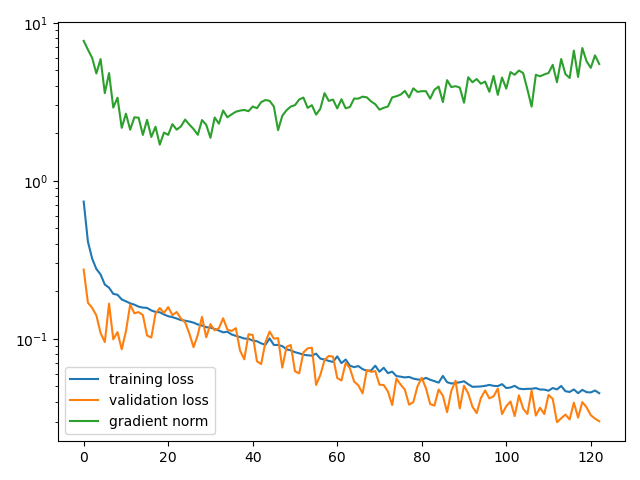 10¹
10⁰
10⁻¹
training loss
validation loss
gradient norm
0 20 40 60 80 100 120